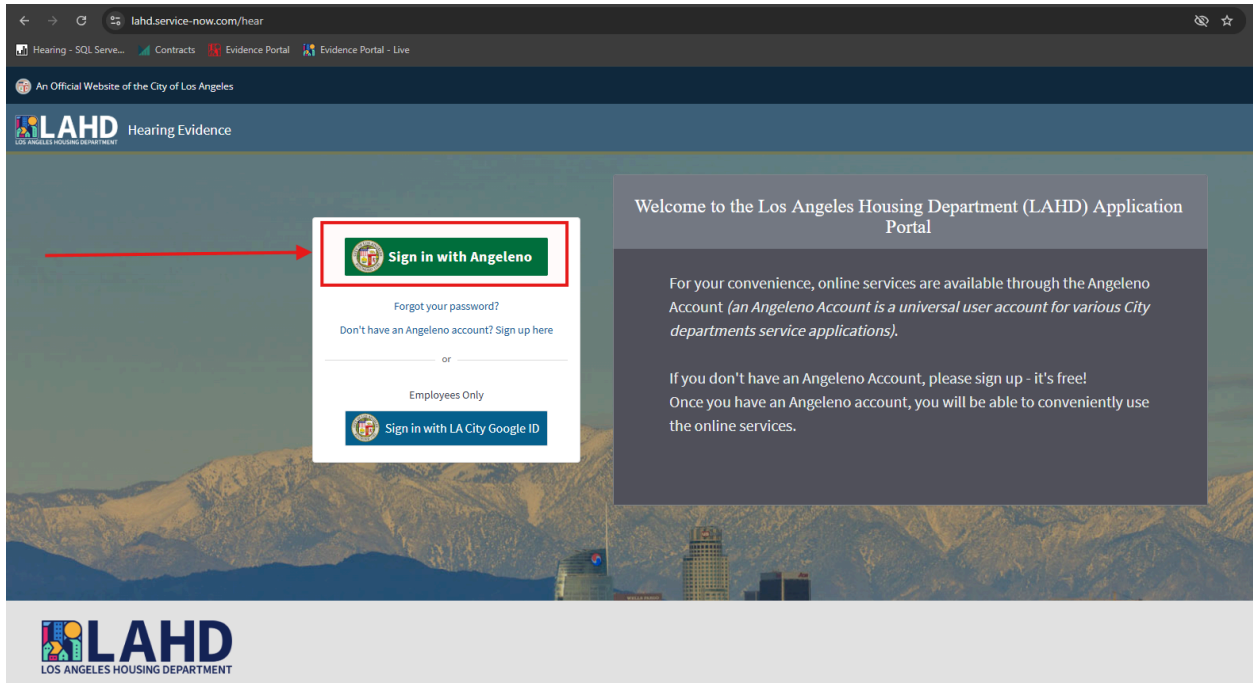 lahd.service-now.com/hear
Hearing - SQL Serve... Contracts Evidence Portal Evidence Portal - Live
An Official Website of the City of Los Angeles
LAHD Hearing Evidence
LOS ANGELES HOUSING DEPARTMENT
Sign in with Angeleno
Forgot your password?
Don't have an Angeleno account? Sign up here
or
Employees Only
Sign in with LA City Google ID
Welcome to the Los Angeles Housing Department (LAHD) Application
Portal
For your convenience, online services are available through the Angeleno
Account (an Angeleno Account is a universal user account for various City
departments service applications).
If you don't have an Angeleno Account, please sign up - it's free!
Once you have an Angeleno account, you will be able to conveniently use
the online services.
WELLS FARGO
LAHD
LOS ANGELES HOUSING DEPARTMENT